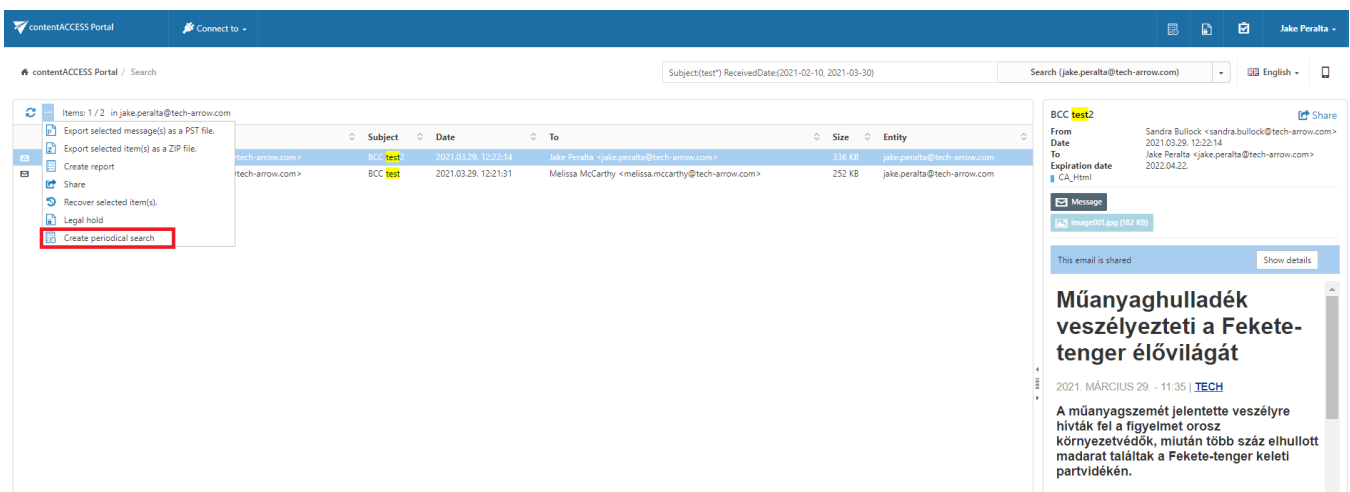 contentACCESS Portal
Connect to
Jake Peralta
contentACCESS Portal / Search
Subject:(test*) ReceivedDate:(2021-02-10, 2021-03-30)
Search (jake.peralta@tech-arrow.com)
English
Items: 1 / 2 in jake.peralta@tech-arrow.com
Export selected message(s) as a PST file.
Export selected item(s) as a ZIP file.
Create report
Share
Recover selected item(s).
Legal hold
Create periodical search
Subject Date To Size Entity
tech-arrow.com> BCC test 2021.03.29. 12:22:14 Jake Peralta <jake.peralta@tech-arrow.com> 336 KB jake.peralta@tech-arrow.com
tech-arrow.com> BCC test 2021.03.29. 12:21:31 Melissa McCarthy <melissa.mccarthy@tech-arrow.com> 252 KB jake.peralta@tech-arrow.com
BCC test2
Share
From Sandra Bullock <sandra.bullock@tech-arrow.com>
Date 2021.03.29. 12:22:14
To Jake Peralta <jake.peralta@tech-arrow.com>
Expiration date 2022.04.22.
CA_Html
Message
image001.jpg (182 KB)
This email is shared
Show details
Műanyaghulladék
veszélyezteti a Fekete-
tenger élővilágát
2021. MÁRCIUS 29. - 11:35 | TECH
A műanyagszemét jelentette veszélyre
hívták fel a figyelmet orosz
környezetvédők, miután több száz elhullott
madarat találtak a Fekete-tenger keleti
partvidékén.